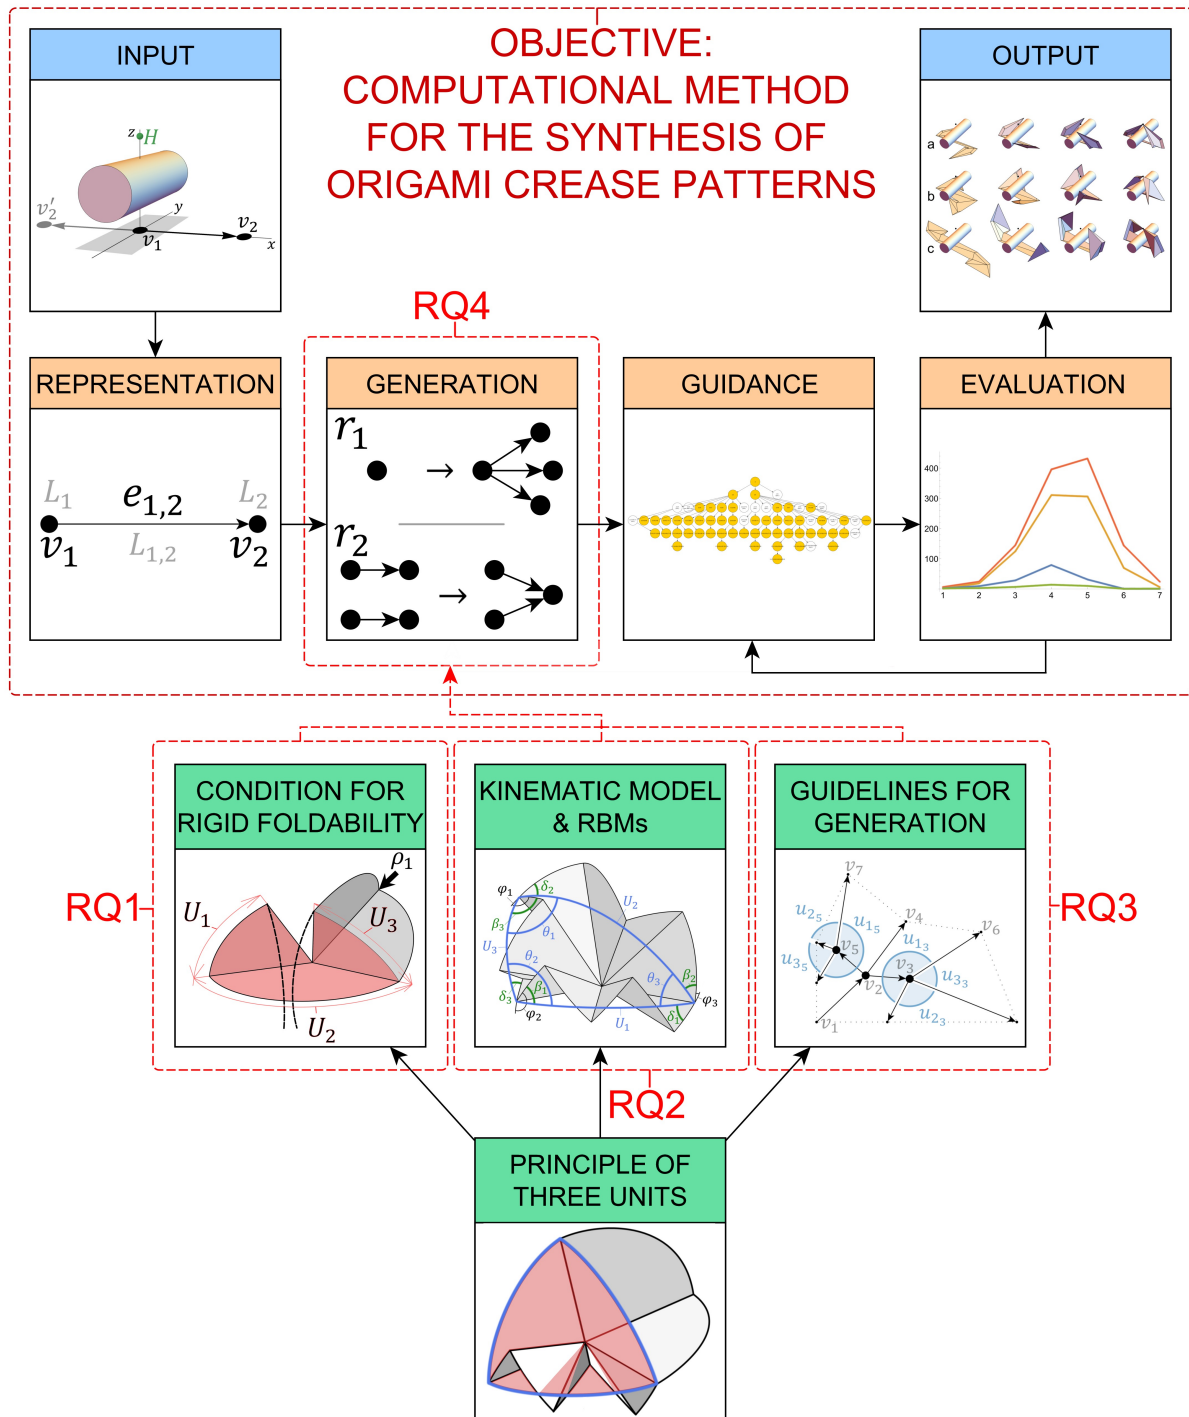 OBJECTIVE:
COMPUTATIONAL METHOD
FOR THE SYNTHESIS OF
ORIGAMI CREASE PATTERNS
INPUT
z
H
y
v′₂
v₁
v₂
x
OUTPUT
a
b
c
RQ4
REPRESENTATION
L₁
e₁,₂
L₂
v₁
L₁,₂
v₂
GENERATION
r₁
→
r₂
→
GUIDANCE
EVALUATION
400
300
200
100
1 2 3 4 5 6 7
RQ1
CONDITION FOR
RIGID FOLDABILITY
ρ₁
U₁
U₃
U₂
KINEMATIC MODEL
& RBMs
φ₁
δ₂
U₂
β₃
θ₁
U₃
θ₂
θ₃
β₂
δ₃
β₁
φ₃
φ₂
U₁
δ₁
RQ2
GUIDELINES FOR
GENERATION
v₇
u₂₅
u₁₅
v₄
v₆
u₁₃
v₅
u₃₅
v₃
u₃₃
v₂
u₂₃
v₁
RQ3
PRINCIPLE OF
THREE UNITS